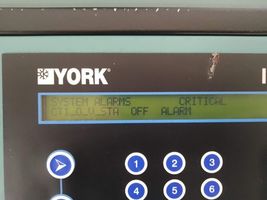 YORK
SYSTEM ALARMS CRITICAL
OFF ALARM
1 2 3
4 5 6